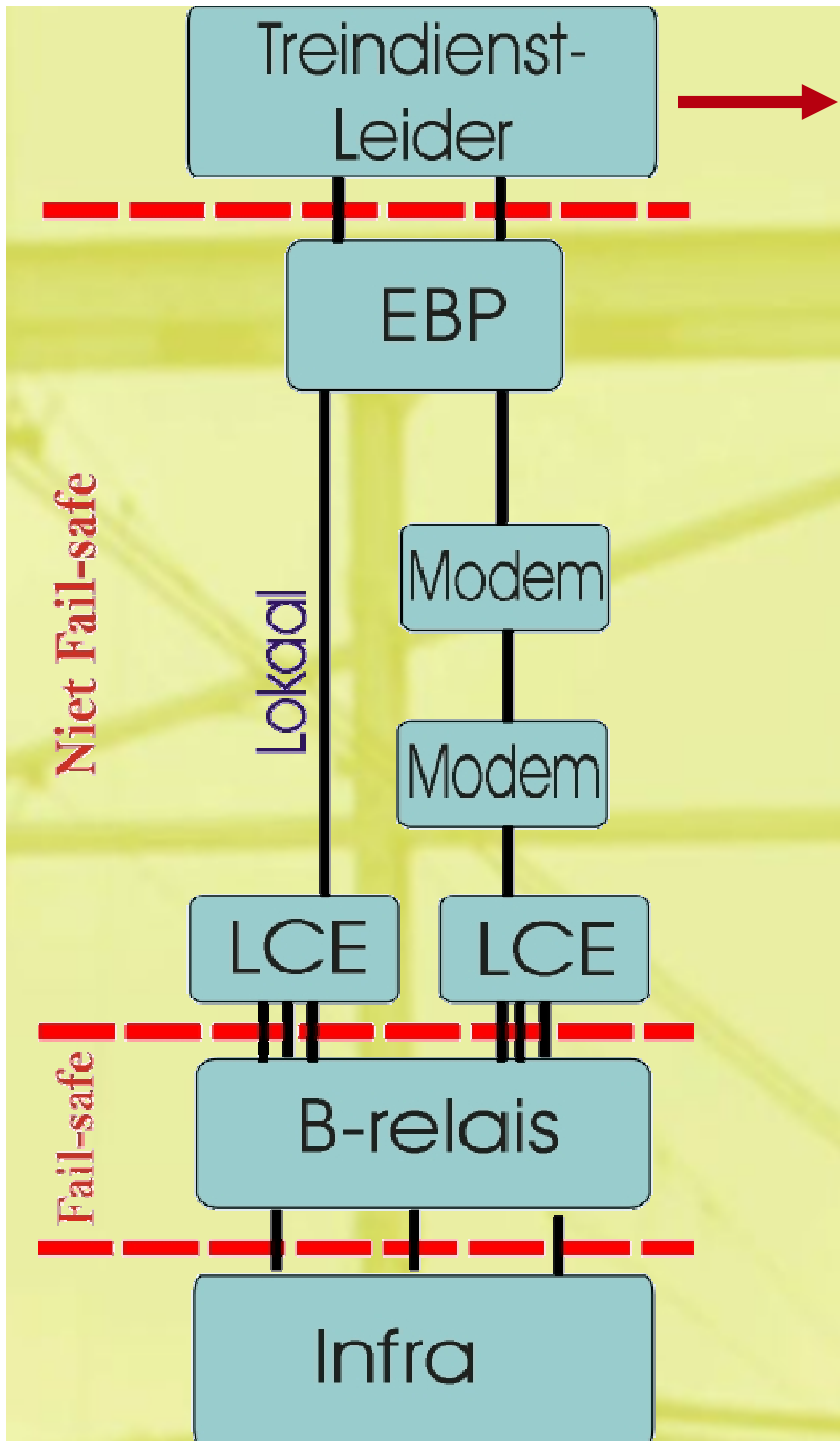 Treindienst-
Leider
EBP
Niet Fail-safe
Lokaal
Modem
Modem
LCE
LCE
Fail-safe
B-relais
Infra